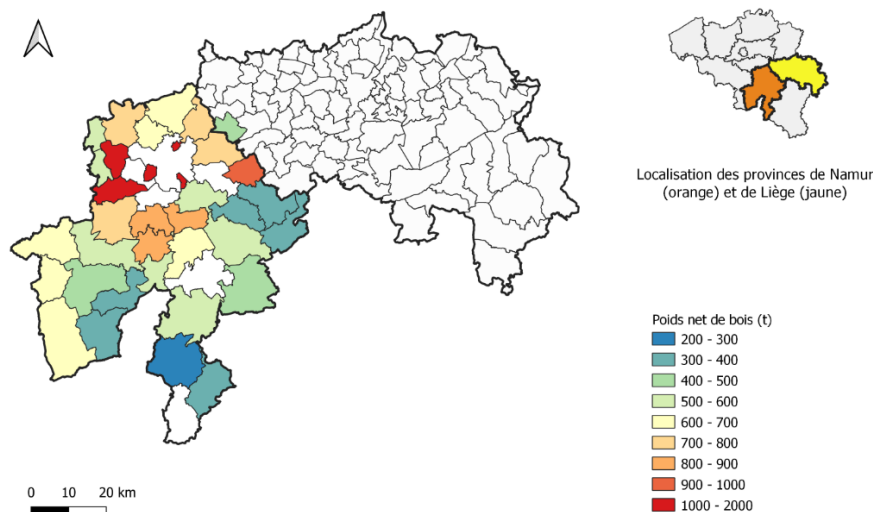 Localisation des provinces de Namur
(orange) et de Liège (jaune)
Poids net de bois (t)
200 - 300
300 - 400
400 - 500
500 - 600
600 - 700
700 - 800
800 - 900
900 - 1000
1000 - 2000
0 10 20 km